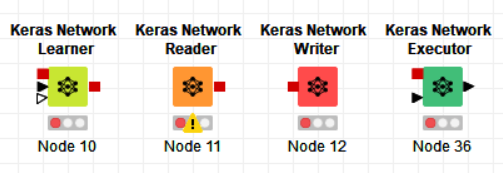 Keras Network Learner
Keras Network Reader
Keras Network Writer
Keras Network Executor
Node 10
Node 11
Node 12
Node 36